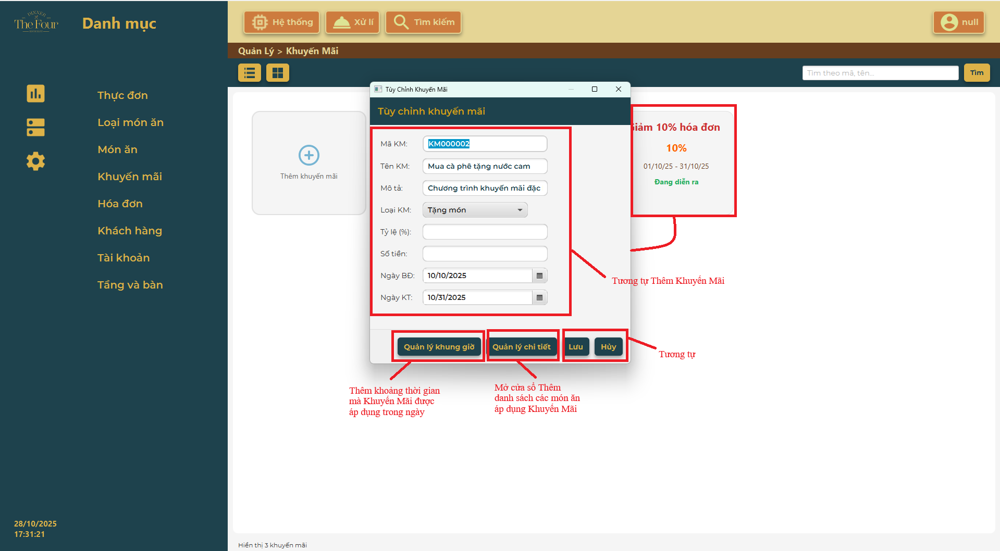 DINNER
The Four
Danh mục
Hệ thống
Xử lí
Tìm kiếm
null
Quản Lý > Khuyến Mãi
Tìm theo mã, tên...
Tìm
Thực đơn
Loại món ăn
Món ăn
Khuyến mãi
Hóa đơn
Khách hàng
Tài khoản
Tầng và bàn
28/10/2025
17:31:21
Thêm khuyến mãi
Tùy Chỉnh Khuyến Mãi
Tùy chỉnh khuyến mãi
Mã KM: KM000002
Tên KM: Mua cà phê tặng nước cam
Mô tả: Chương trình khuyến mãi đặc
Loại KM: Tặng món
Tỷ lệ (%):
Số tiền:
Ngày BĐ: 10/10/2025
Ngày KT: 10/31/2025
Quản lý khung giờ
Quản lý chi tiết
Lưu
Hủy
iảm 10% hóa đơn
10%
01/10/25 - 31/10/25
Đang diễn ra
Tương tự Thêm Khuyến Mãi
Tương tự
Thêm khoảng thời gian
mà Khuyến Mãi được
áp dụng trong ngày
Mở cửa sổ Thêm
danh sách các món ăn
áp dụng Khuyến Mãi
Hiển thị 3 khuyến mãi